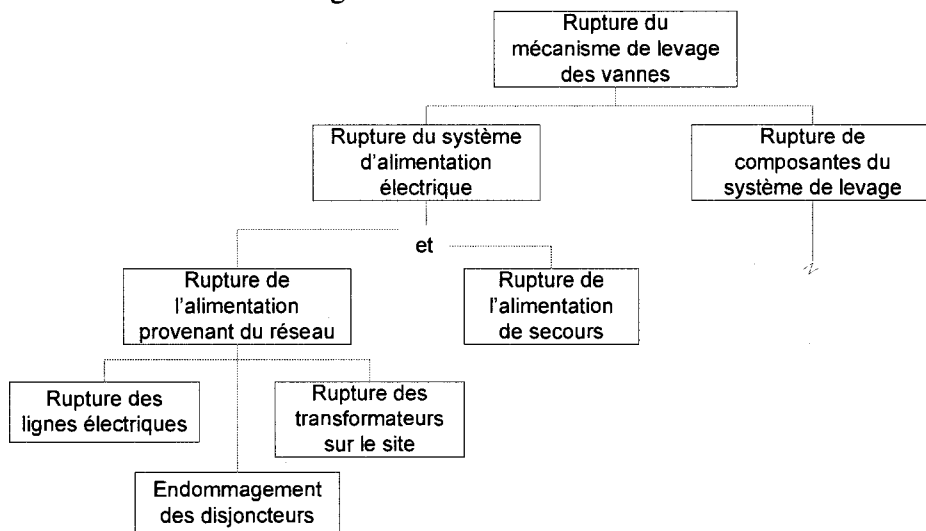 Rupture du
mécanisme de levage
des vannes
Rupture du système
d'alimentation
électrique
Rupture de
composantes du
système de levage
et
Rupture de
l'alimentation
provenant du réseau
Rupture de
l'alimentation
de secours
Rupture des
lignes électriques
Rupture des
transformateurs
sur le site
Endommagement
des disjoncteurs